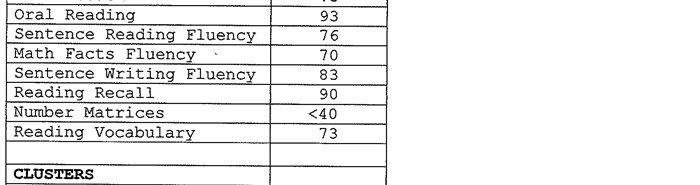 Oral Reading 93
Sentence Reading Fluency 76
Math Facts Fluency 70
Sentence Writing Fluency 83
Reading Recall 90
Number Matrices <40
Reading Vocabulary 73
CLUSTERS